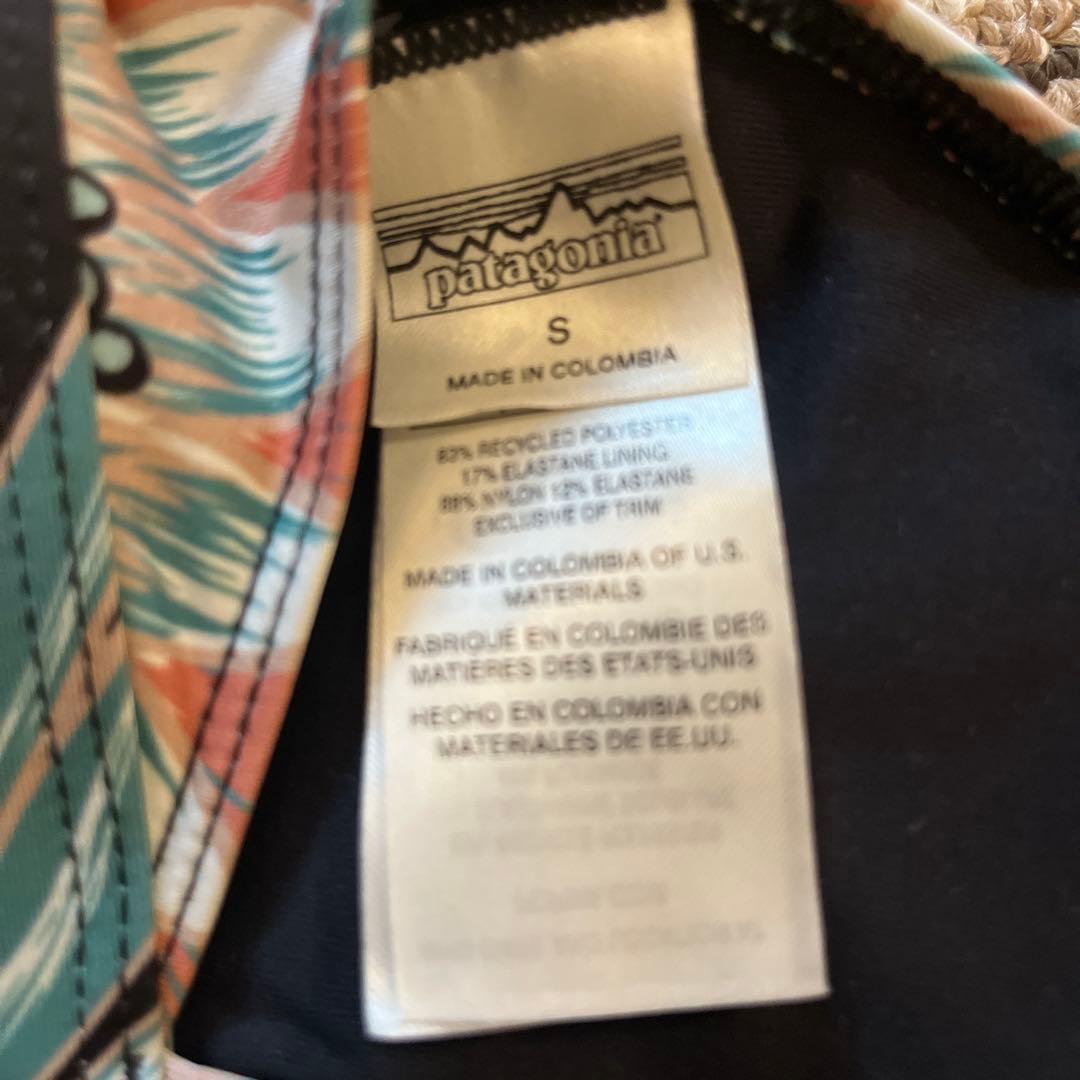 patagonia
S
MADE IN COLOMBIA
83% RECYCLED POLYESTER
17% ELASTANE LINING:
88% NYLON 12% ELASTANE
EXCLUSIVE OF TRIM
MADE IN COLOMBIA OF U.S.
MATERIALS
FABRIQUÉ EN COLOMBIE DES
MATIÈRES DES ETATS-UNIS
HECHO EN COLOMBIA CON
MATERIALES DE EE.UU.